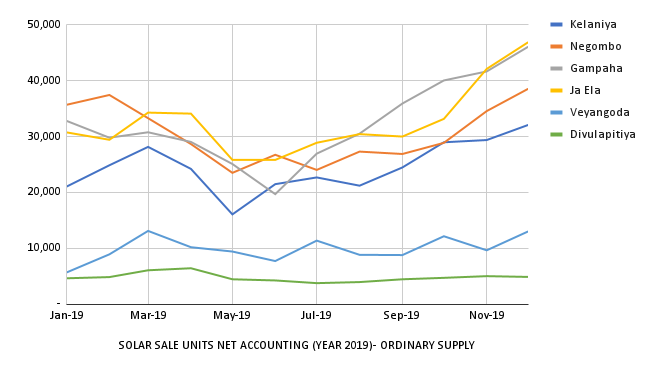 50,000
40,000
30,000
20,000
10,000
-
Jan-19 Mar-19 May-19 Jul-19 Sep-19 Nov-19
SOLAR SALE UNITS NET ACCOUNTING (YEAR 2019)- ORDINARY SUPPLY
Kelaniya
Negombo
Gampaha
Ja Ela
Veyangoda
Divulapitiya